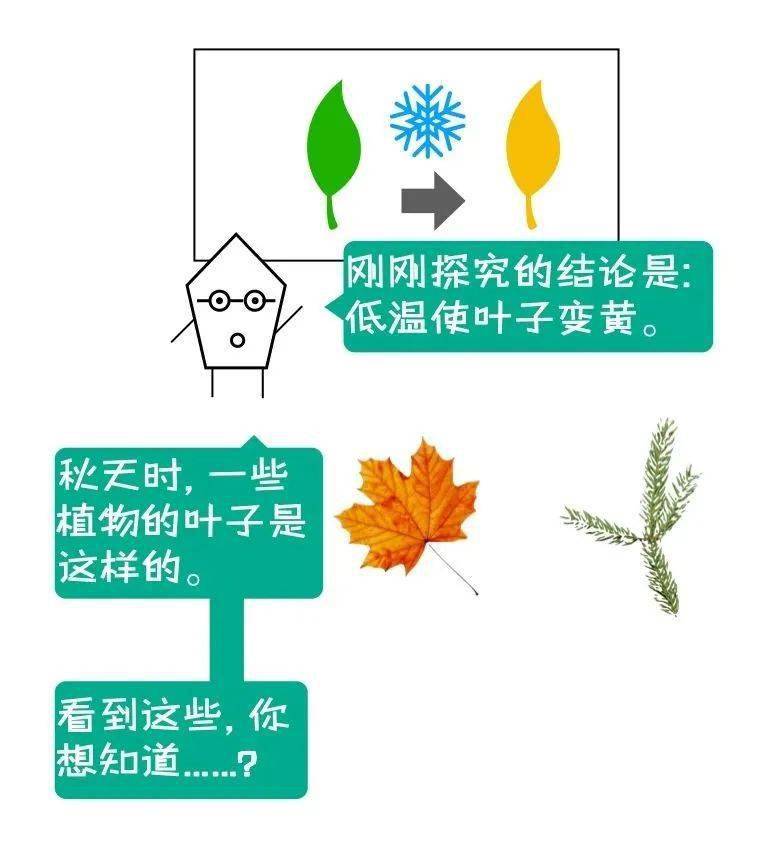 刚刚探究的结论是:
低温使叶子变黄。
秋天时, 一些
植物的叶子是
这样的。
看到这些, 你
想知道……?